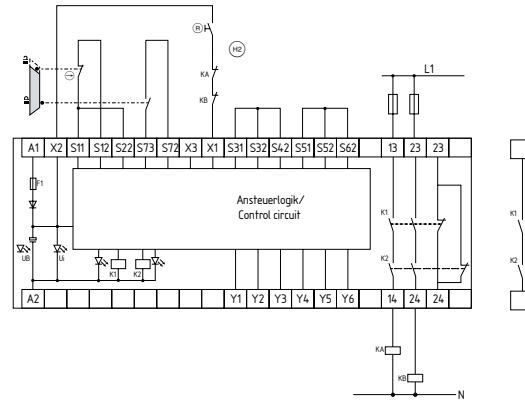 R
H2
KA
KB
L1
A1 X2 S11 S12 S22 S73 S72 X3 X1 S31 S32 S42 S51 S52 S62 13 23 23
F1
Ansteuerlogik/
Control circuit
K1
K1
UB
Ui
K1
K2
K2
K2
A2 Y1 Y2 Y3 Y4 Y5 Y6 14 24 24
KA
KB
N